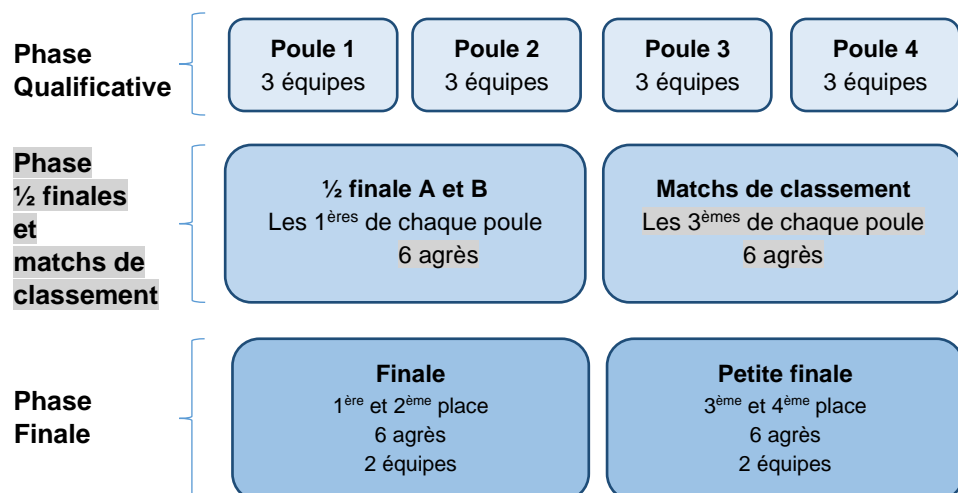 Phase
Qualificative
Poule 1
3 équipes
Poule 2
3 équipes
Poule 3
3 équipes
Poule 4
3 équipes
Phase
½ finales
et
matchs de
classement
½ finale A et B
Les 1ères de chaque poule
6 agrès
Matchs de classement
Les 3èmes de chaque poule
6 agrès
Phase
Finale
Finale
1ère et 2ème place
6 agrès
2 équipes
Petite finale
3ème et 4ème place
6 agrès
2 équipes